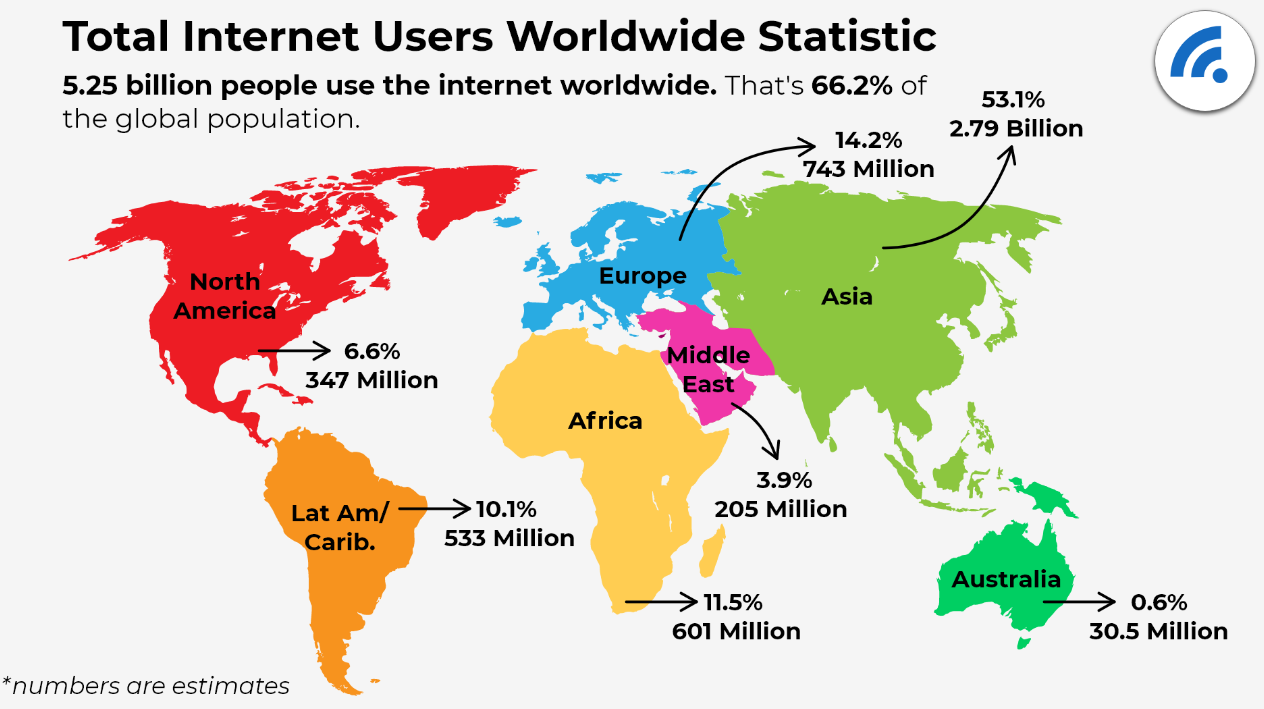 Total Internet Users Worldwide Statistic
5.25 billion people use the internet worldwide. That's 66.2% of
the global population.
53.1%
2.79 Billion
14.2%
743 Million
North
America
Europe
Asia
6.6%
347 Million
Middle
East
Africa
3.9%
205 Million
Lat Am/
Carib.
10.1%
533 Million
Australia
11.5%
601 Million
0.6%
30.5 Million
*numbers are estimates